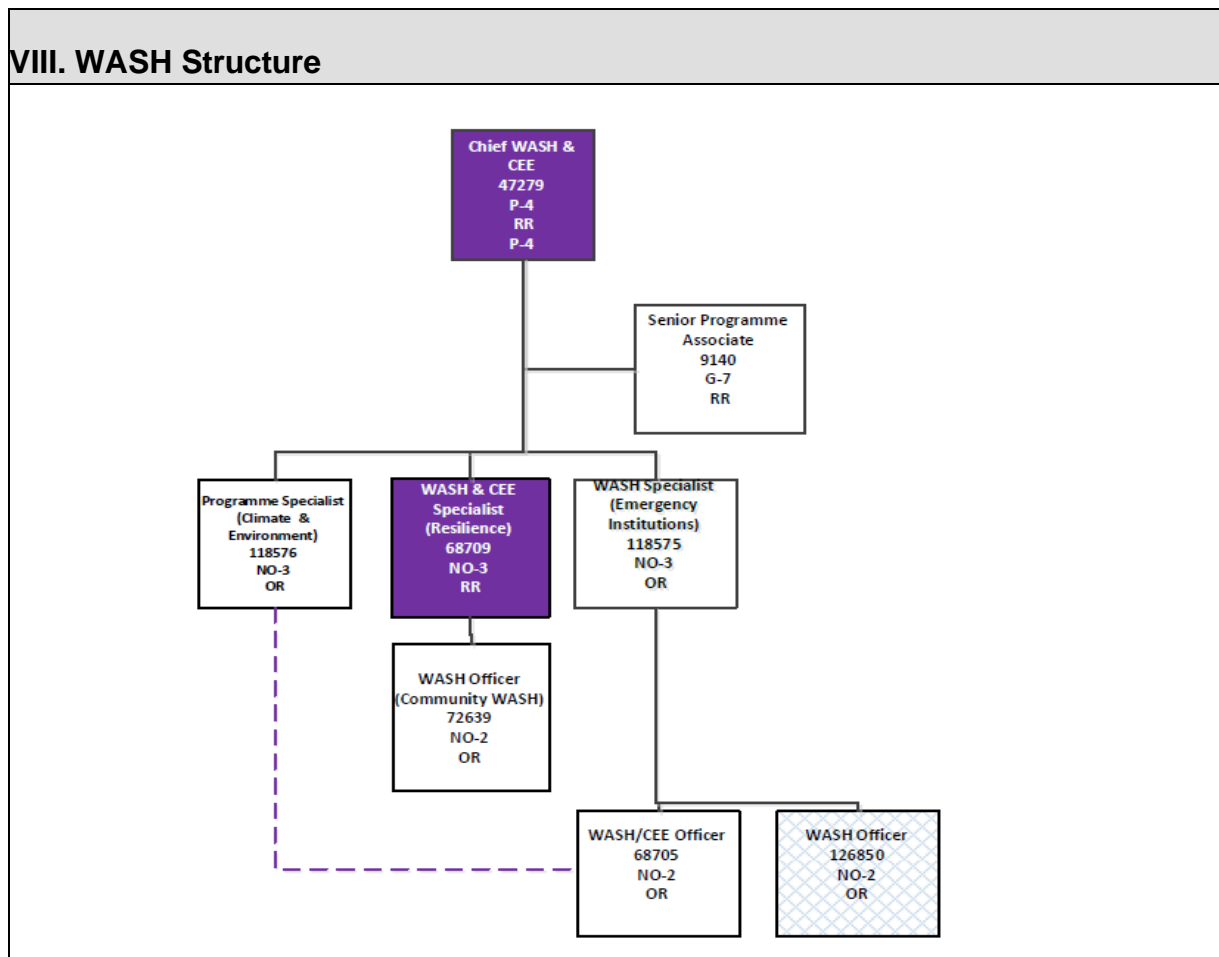 VIII. WASH Structure
Chief WASH &
CEE
47279
P-4
RR
P-4
Senior Programme
Associate
9140
G-7
RR
Programme Specialist
(Climate &
Environment)
118576
NO-3
OR
WASH & CEE
Specialist
(Resilience)
68709
NO-3
RR
WASH Specialist
(Emergency
Institutions)
118575
NO-3
OR
WASH Officer
(Community WASH)
72639
NO-2
OR
WASH/CEE Officer
68705
NO-2
OR
WASH Officer
126850
NO-2
OR